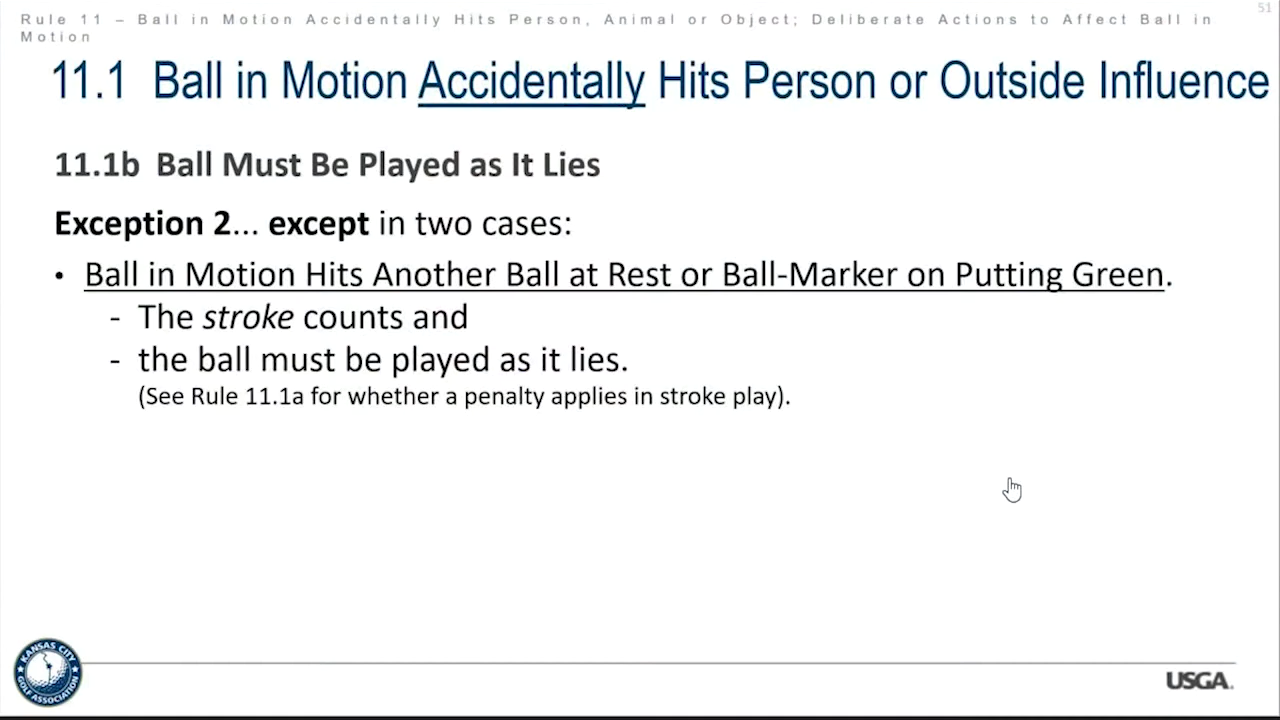 51
Rule 11 – Ball in Motion Accidentally Hits Person, Animal or Object; Deliberate Actions to Affect Ball in
Motion
11.1 Ball in Motion Accidentally Hits Person or Outside Influence
11.1b Ball Must Be Played as It Lies
Exception 2... except in two cases:
• Ball in Motion Hits Another Ball at Rest or Ball-Marker on Putting Green.
- The stroke counts and
- the ball must be played as it lies.
(See Rule 11.1a for whether a penalty applies in stroke play).
KANSAS CITY
GOLF ASSOCIATION
USGA.